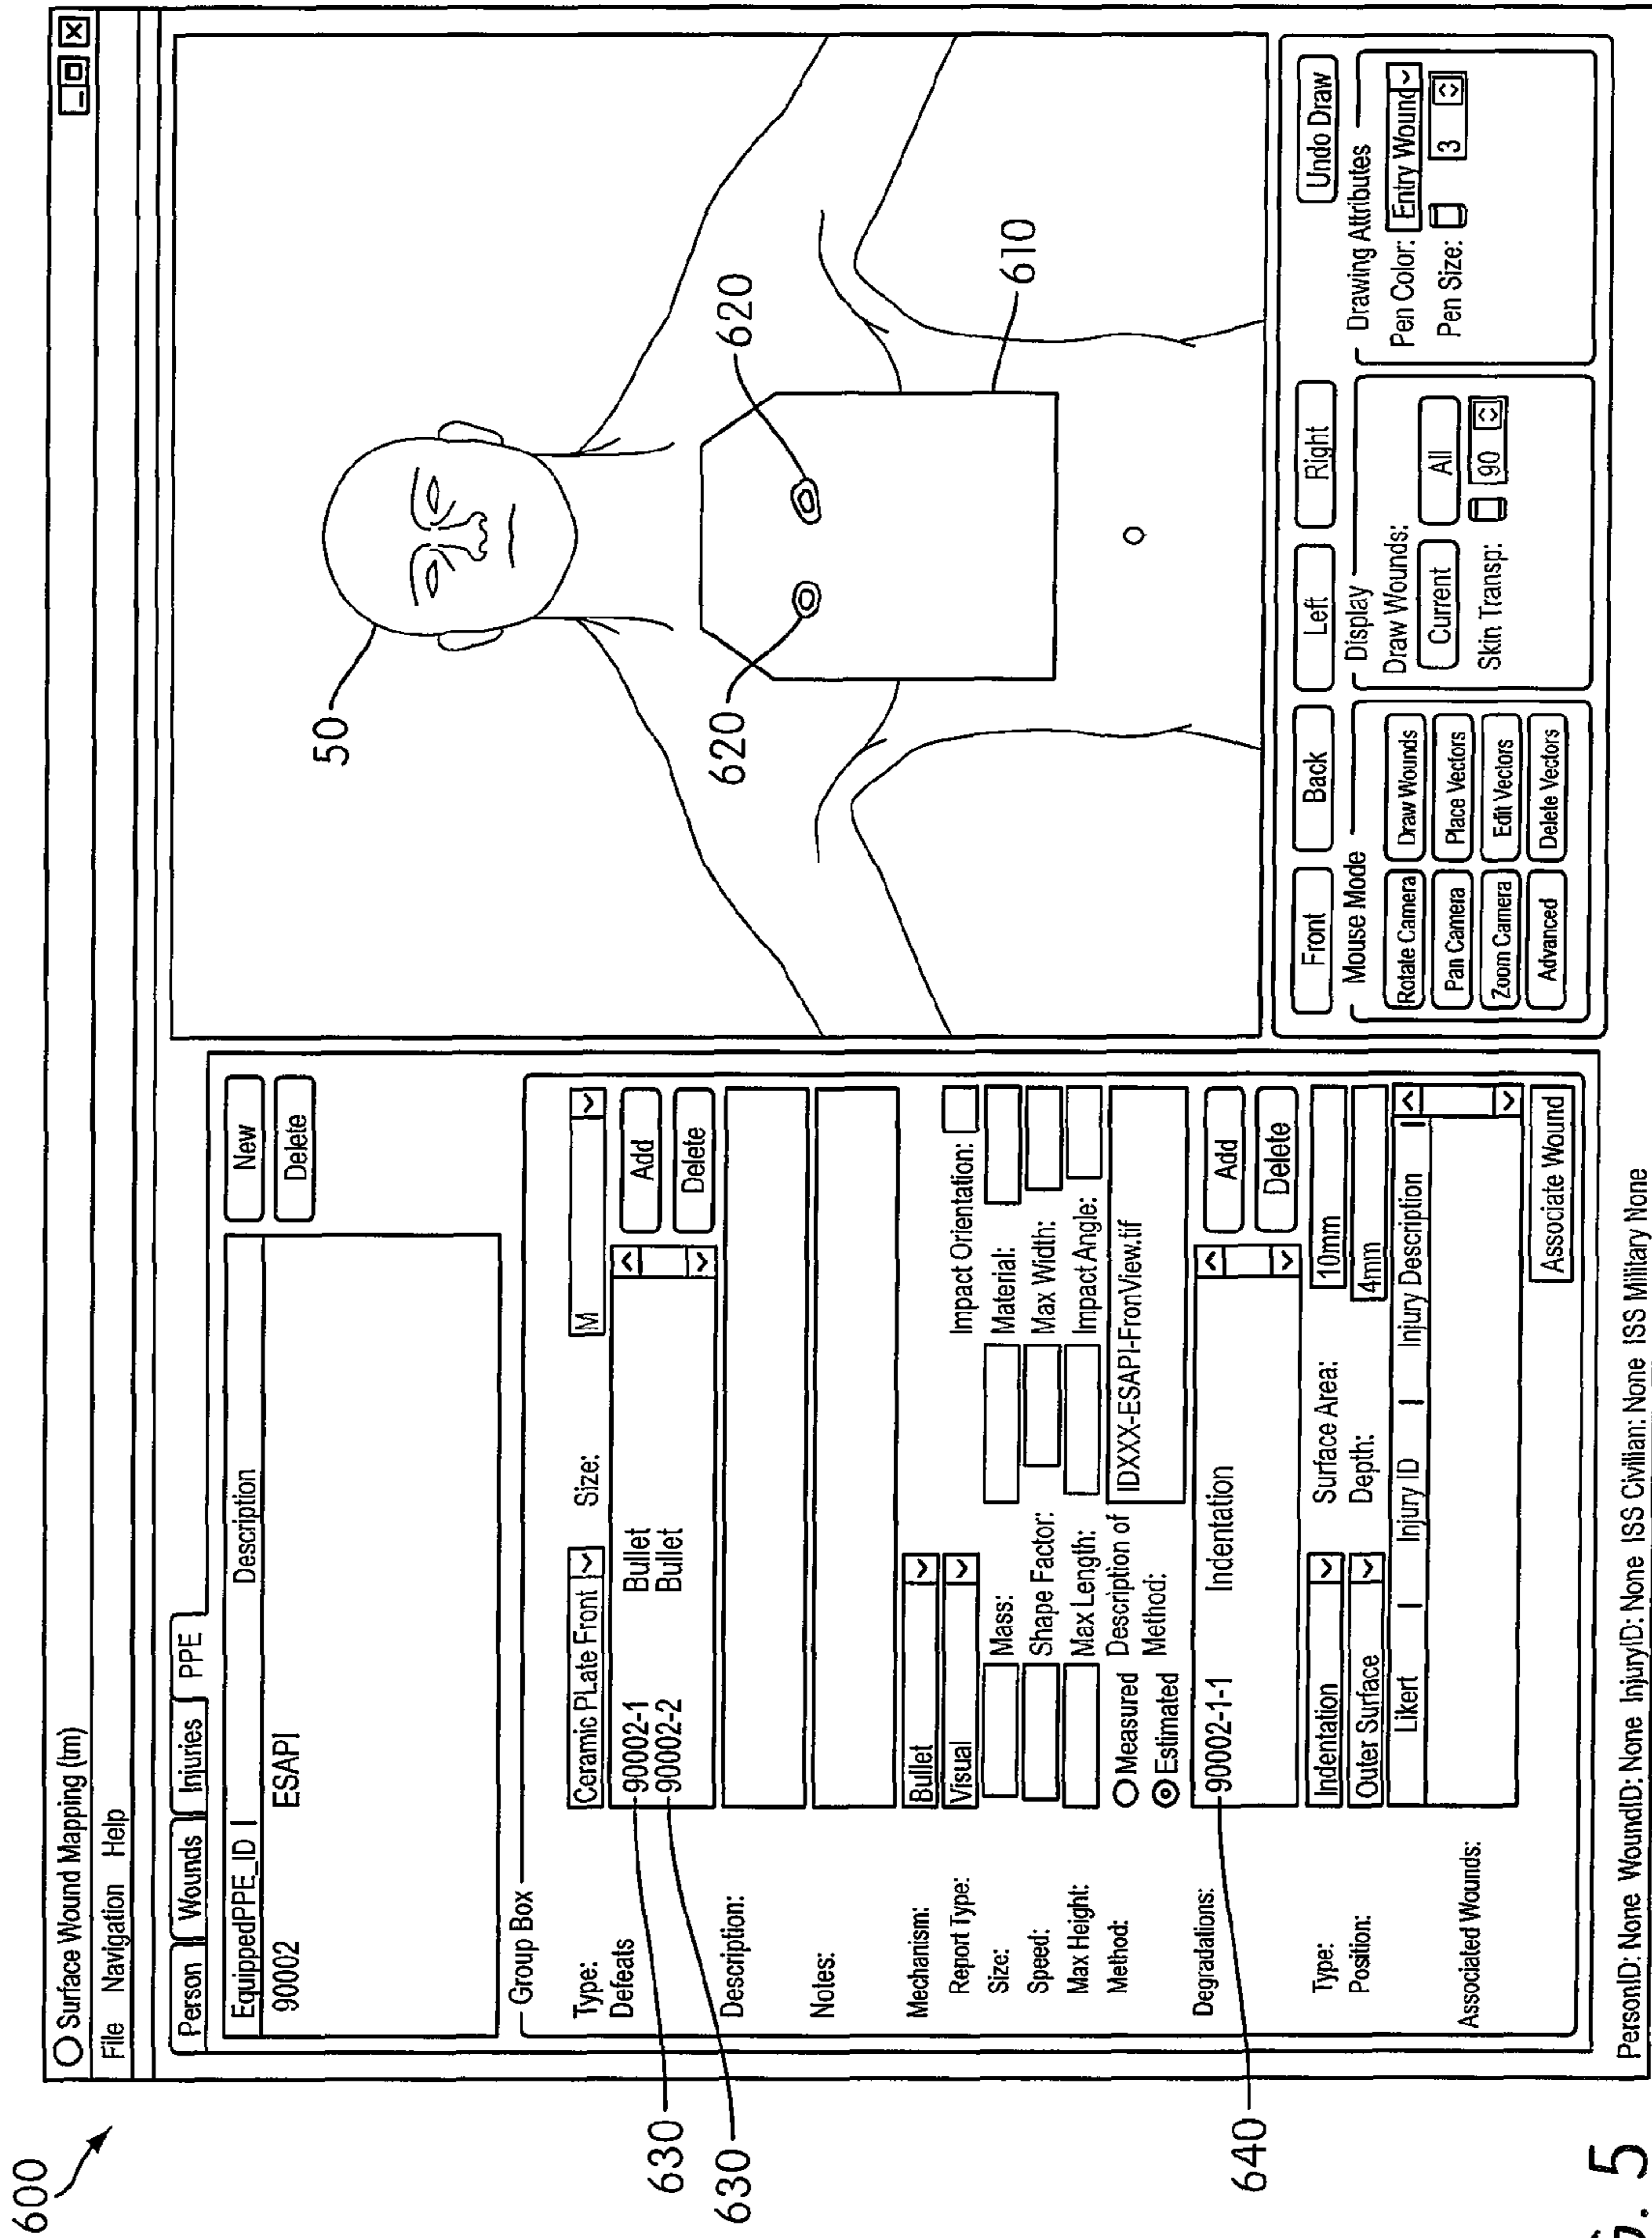 600
Surface Wound Mapping (tm)
File Navigation Help
Person Wounds Injuries PPE
EquippedPPE_ID | Description
90002 ESAPI
New
Delete
Group Box
Type: Ceramic PLate Front Size: M
Defeats
630 90002-1 Bullet
630 90002-2 Bullet
Add
Delete
Description:
Notes:
Mechanism: Bullet
Report Type: Visual Impact Orientation:
Size: Mass: Material:
Speed: Shape Factor: Max Width:
Max Height: Max Length: Impact Angle:
Method: Measured Description of
Estimated Method:
IDXXX-ESAPI-FronView.tif
Degradations:
640 90002-1-1 Indentation
Add
Delete
Type: Indentation Surface Area: 10mm
Position: Outer Surface Depth: 4mm
Associated Wounds:
Likert | Injury ID | Injury Description |
Associate Wound
50
620
620
610
Front Back Left Right Undo Draw
Mouse Mode
Rotate Camera Draw Wounds
Pan Camera Place Vectors
Zoom Camera Edit Vectors
Advanced Delete Vectors
Display
Draw Wounds:
Current All
Skin Transp: 90
Drawing Attributes
Pen Color: Entry Wound
Pen Size: 3
PersonID: None WoundID: None InjuryID: None ISS Civilian: None ISS Military None
5